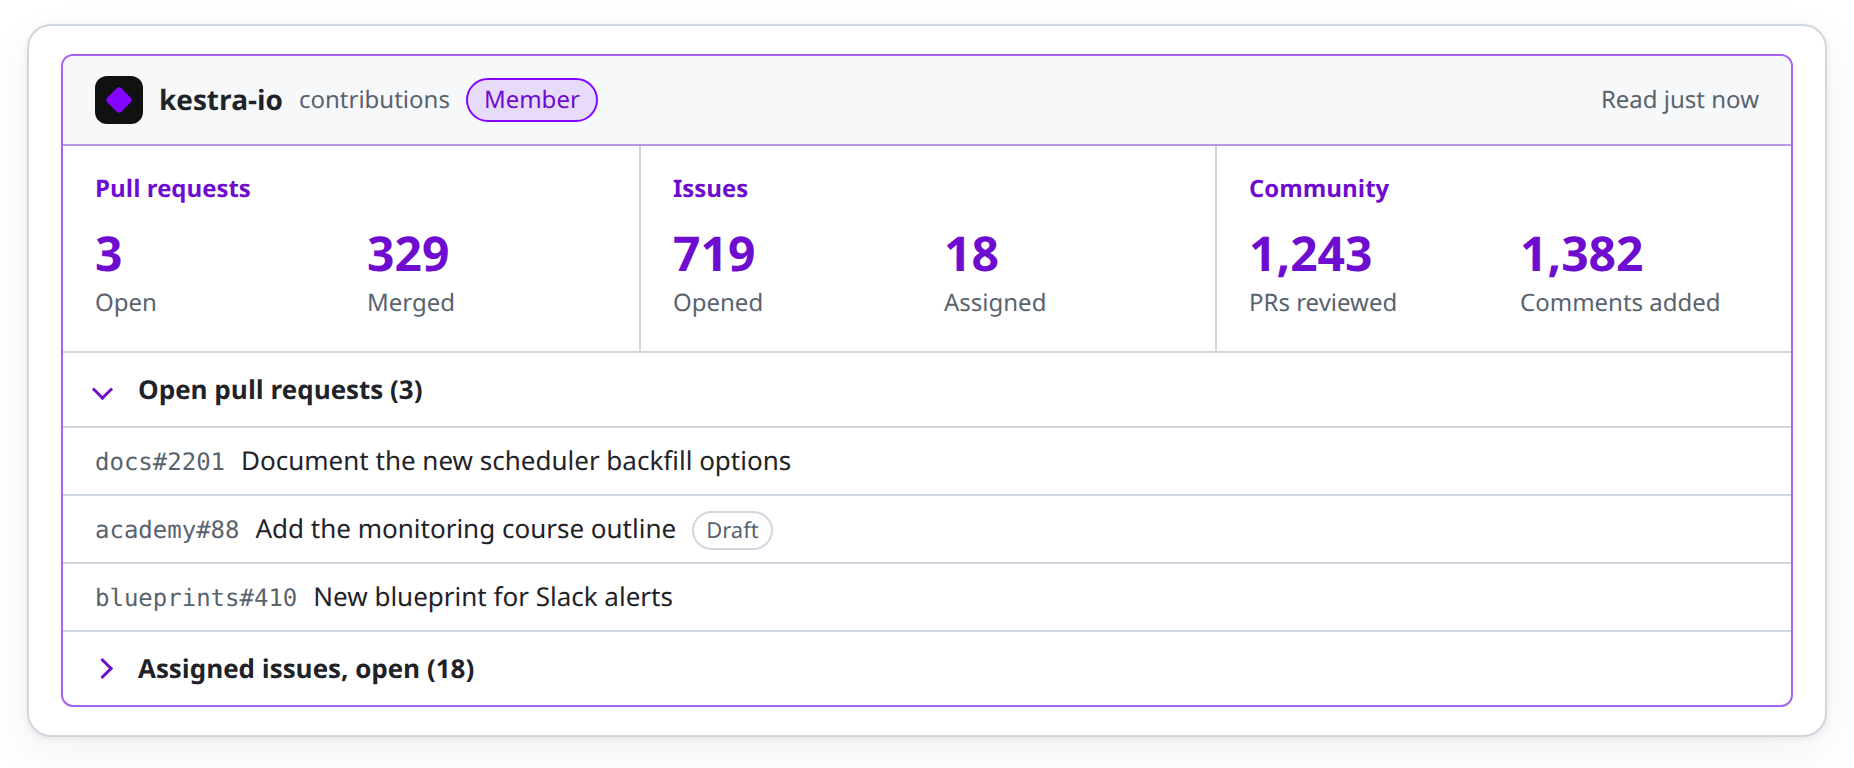 kestra-io contributions Member Read just now
Pull requests Issues Community
3 329 719 18 1,243 1,382
Open Merged Opened Assigned PRs reviewed Comments added
Open pull requests (3)
docs#2201 Document the new scheduler backfill options
academy#88 Add the monitoring course outline Draft
blueprints#410 New blueprint for Slack alerts
Assigned issues, open (18)